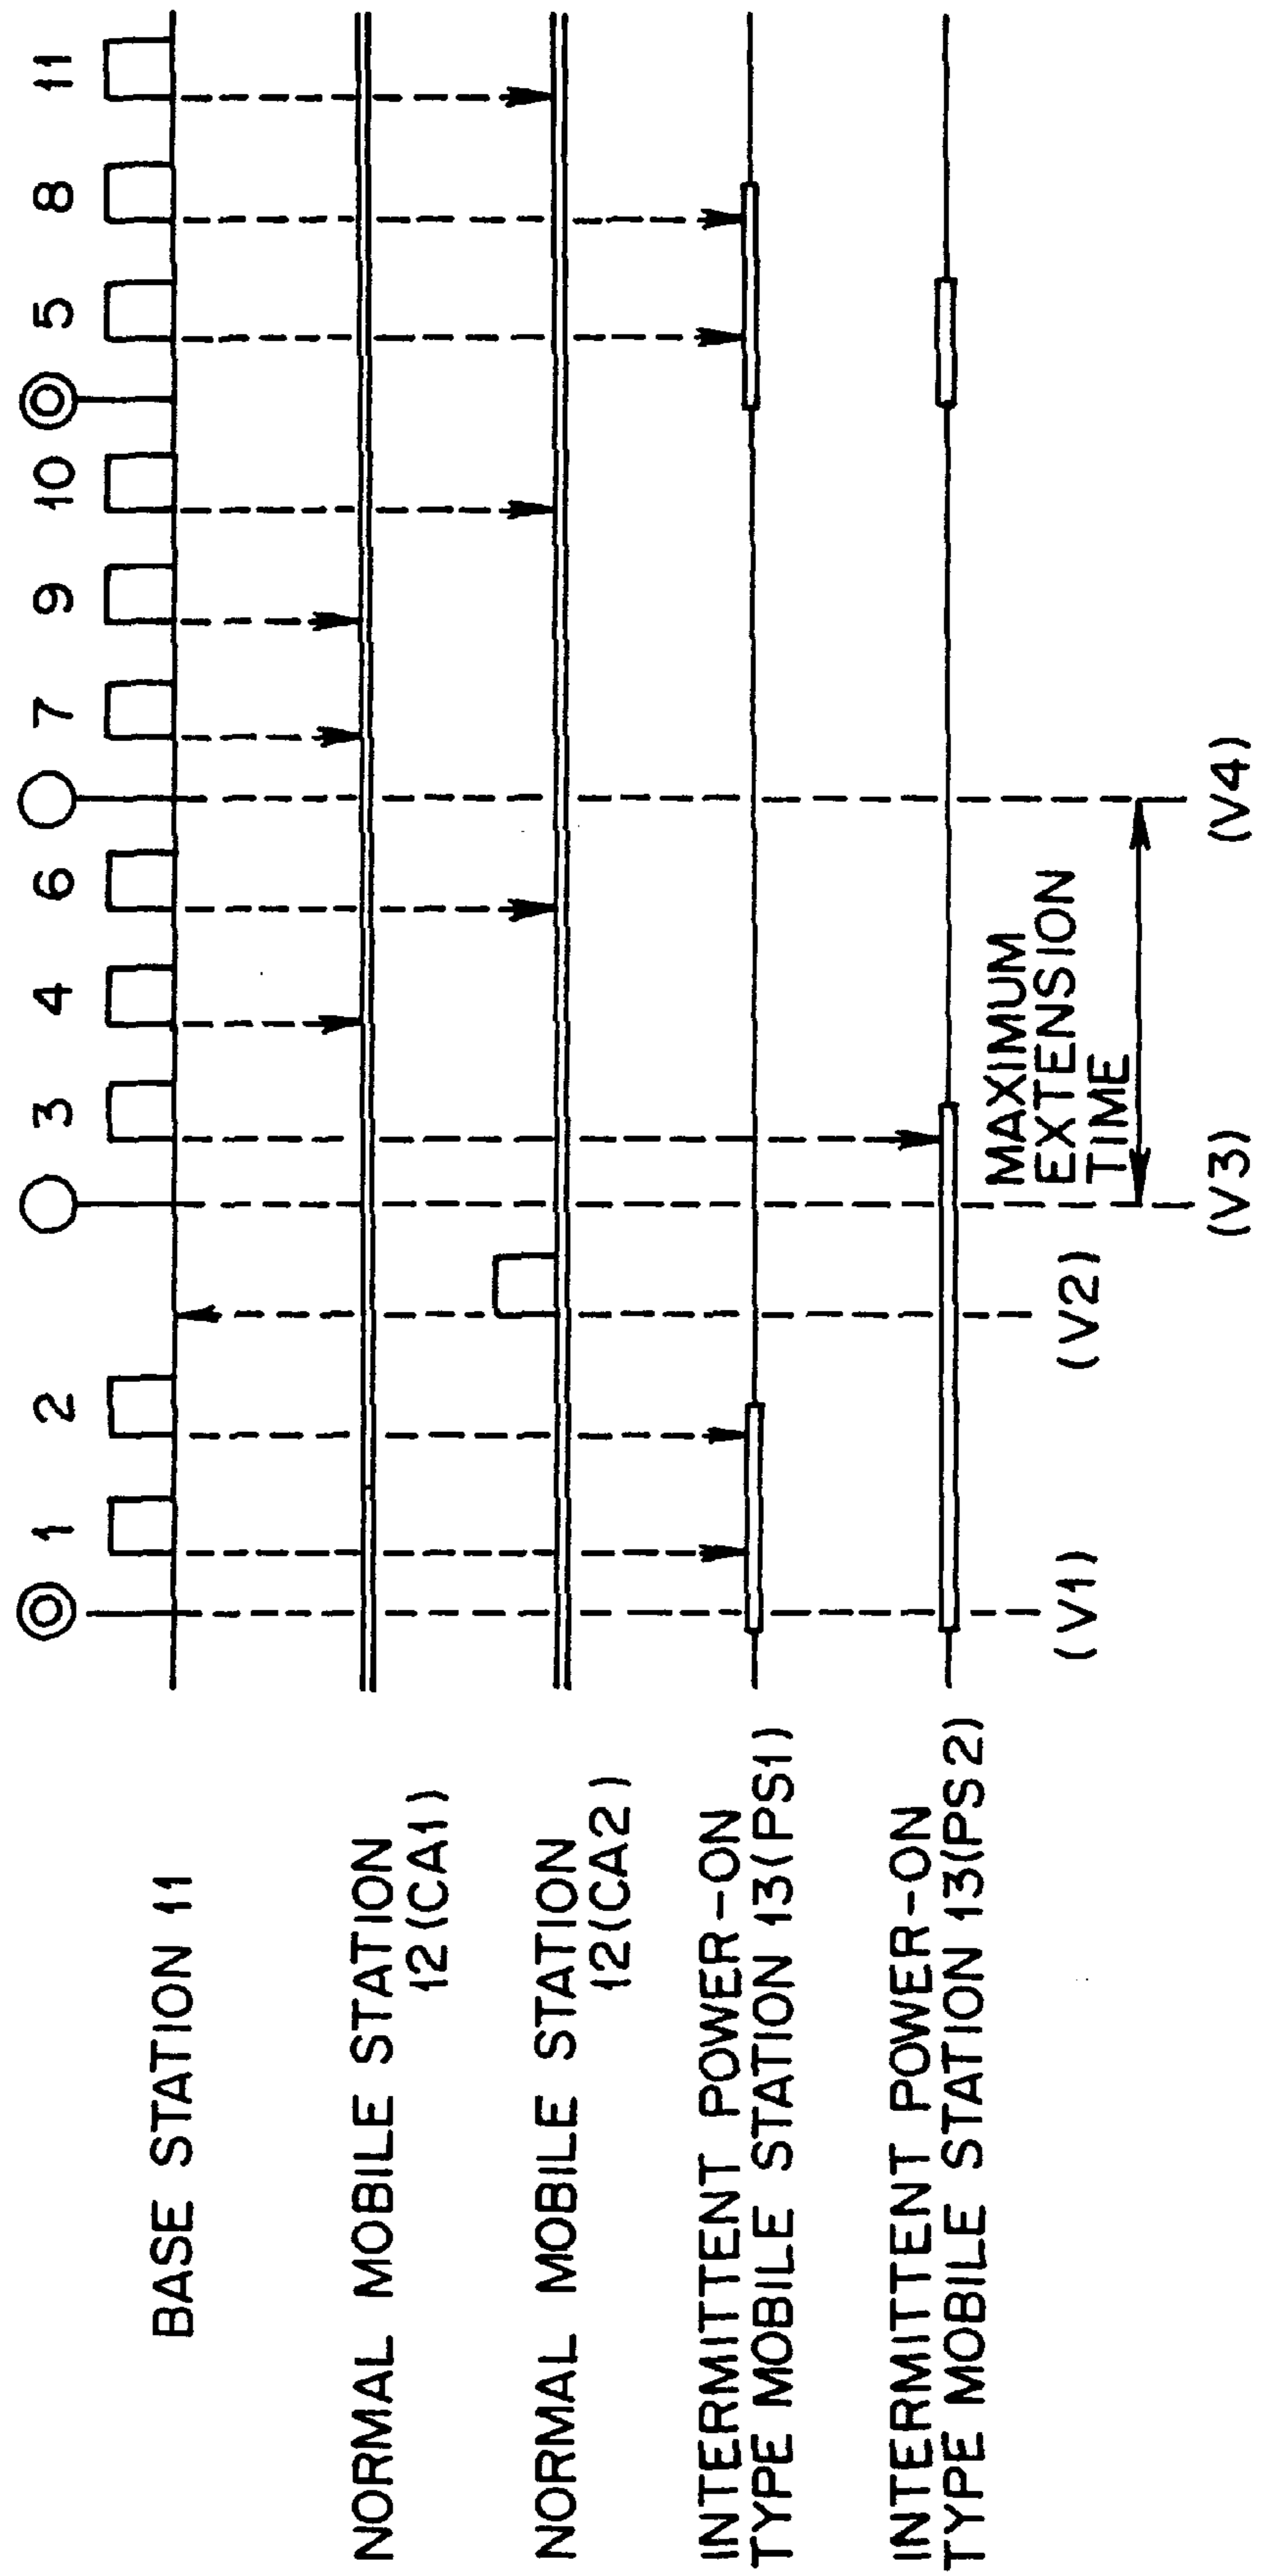 1 2 3 4 6 7 9 10 5 8 11
BASE STATION 11
NORMAL MOBILE STATION
12(CA1)
NORMAL MOBILE STATION
12(CA2)
INTERMITTENT POWER-ON
TYPE MOBILE STATION 13(PS1)
INTERMITTENT POWER-ON
TYPE MOBILE STATION 13(PS2)
MAXIMUM
EXTENSION
TIME
(V1)
(V2)
(V3)
(V4)